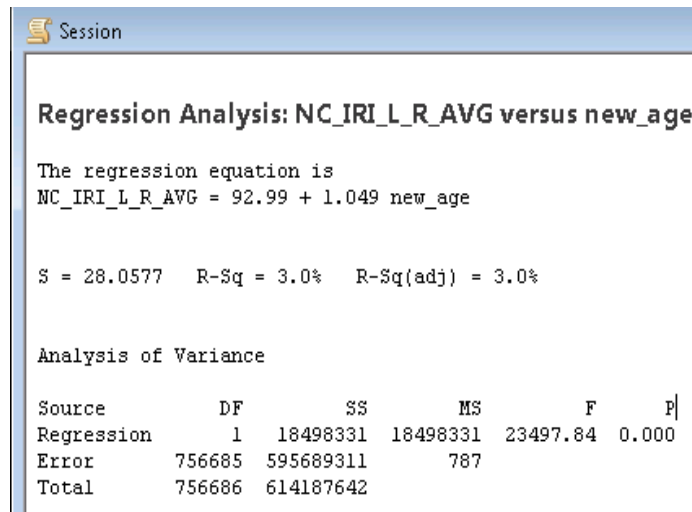 Session
Regression Analysis: NC_IRI_L_R_AVG versus new_age
The regression equation is
NC_IRI_L_R_AVG = 92.99 + 1.049 new_age
S = 28.0577 R-Sq = 3.0% R-Sq(adj) = 3.0%
Analysis of Variance
Source DF SS MS F P
Regression 1 18498331 18498331 23497.84 0.000
Error 756685 595689311 787
Total 756686 614187642